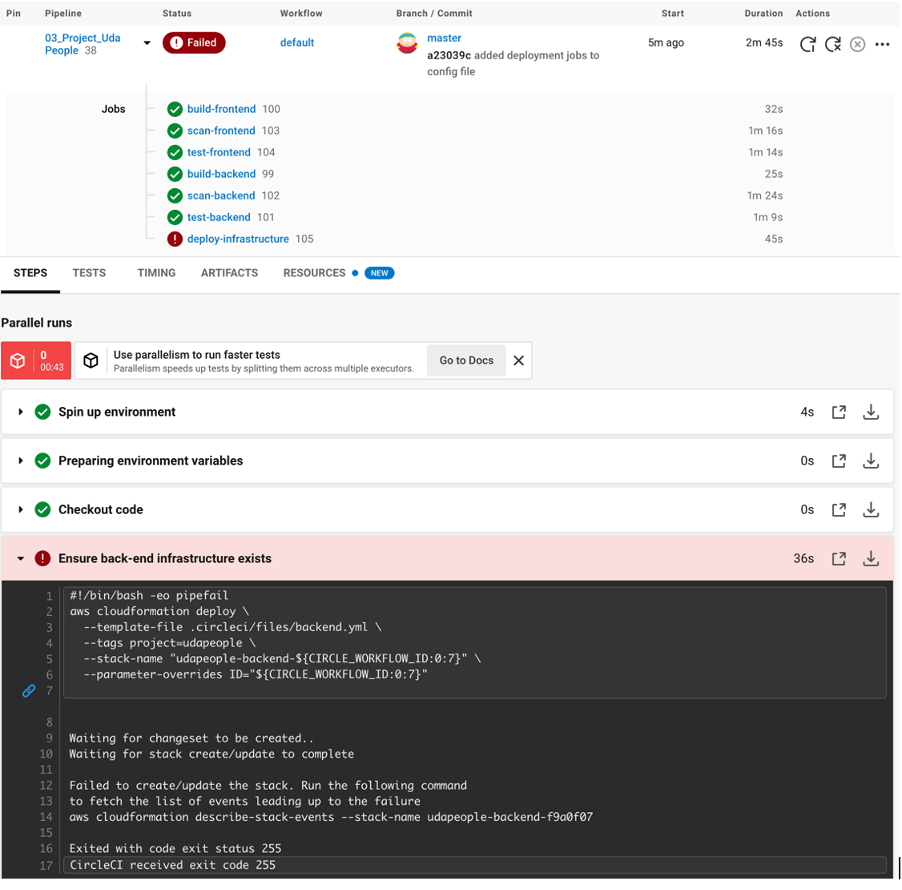 Pin Pipeline Status Workflow Branch / Commit Start Duration Actions
03_Project_Uda
People 38
Failed
default
master
a23039c added deployment jobs to
config file
5m ago
2m 45s
Jobs
build-frontend 100 32s
scan-frontend 103 1m 16s
test-frontend 104 1m 14s
build-backend 99 25s
scan-backend 102 1m 24s
test-backend 101 1m 9s
deploy-infrastructure 105 45s
STEPS TESTS TIMING ARTIFACTS RESOURCES NEW
Parallel runs
0
00:43
Use parallelism to run faster tests
Parallelism speeds up tests by splitting them across multiple executors.
Go to Docs
Spin up environment 4s
Preparing environment variables 0s
Checkout code 0s
Ensure back-end infrastructure exists 36s
1 #!/bin/bash -eo pipefail
2 aws cloudformation deploy \
3 --template-file .circleci/files/backend.yml \
4 --tags project=udapeople \
5 --stack-name "udapeople-backend-${CIRCLE_WORKFLOW_ID:0:7}" \
6 --parameter-overrides ID="${CIRCLE_WORKFLOW_ID:0:7}"
7
8
9 Waiting for changeset to be created..
10 Waiting for stack create/update to complete
11
12 Failed to create/update the stack. Run the following command
13 to fetch the list of events leading up to the failure
14 aws cloudformation describe-stack-events --stack-name udapeople-backend-f9a0f07
15
16 Exited with code exit status 255
17 CircleCI received exit code 255